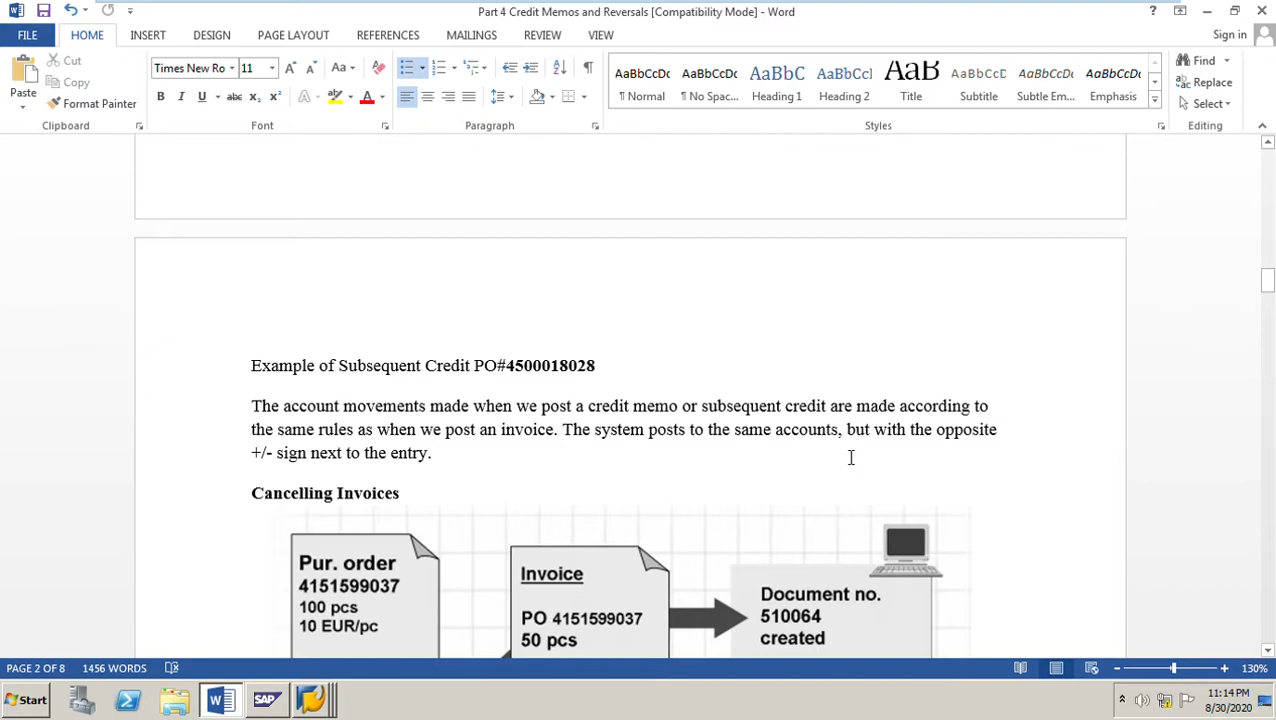 Part 4 Credit Memos and Reversals [Compatibility Mode] - Word
?
FILE HOME INSERT DESIGN PAGE LAYOUT REFERENCES MAILINGS REVIEW VIEW Sign in
Paste
Cut
Copy
Format Painter
Times New Ro 11
Aa
B I U abc x₂ x² A A
AaBbCcDc AaBbCcDc AaBbC AaBbCc AaB AaBbCcD AaBbCcDc AaBbCcDc
¶ Normal ¶ No Spac... Heading 1 Heading 2 Title Subtitle Subtle Em... Emphasis
Find
Replace
Select
Clipboard Font Paragraph Styles Editing
Example of Subsequent Credit PO#4500018028
The account movements made when we post a credit memo or subsequent credit are made according to
the same rules as when we post an invoice. The system posts to the same accounts, but with the opposite
+/- sign next to the entry.
Cancelling Invoices
Pur. order
4151599037
100 pcs
10 EUR/pc
Invoice
PO 4151599037
50 pcs
Document no.
510064
created
PAGE 2 OF 8 1456 WORDS 130%
Start
SAP
11:14 PM
8/30/2020